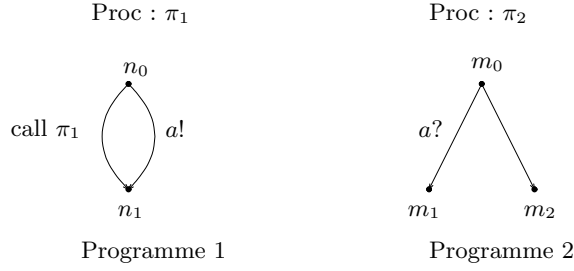 Proc : π₁
Proc : π₂
n₀
m₀
call π₁
a!
a?
n₁
m₁
m₂
Programme 1
Programme 2